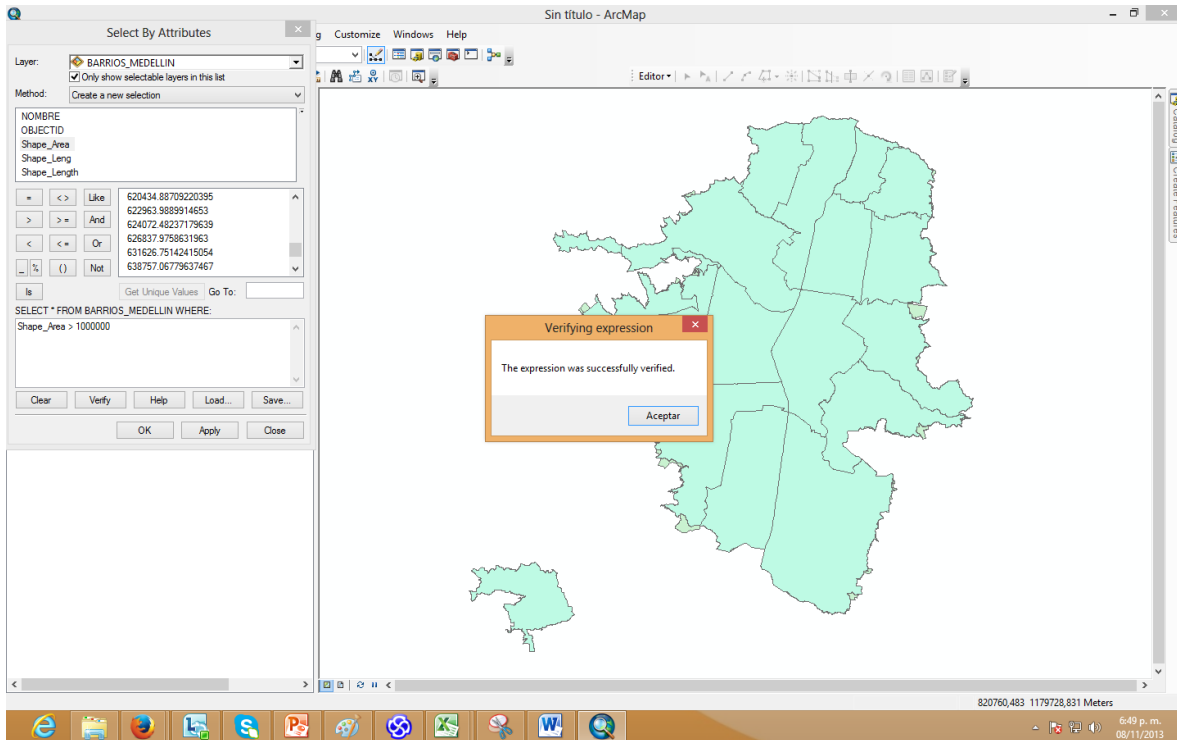 Sin título - ArcMap
Select By Attributes
g Customize Windows Help
Layer: BARRIOS_MEDELLIN
Only show selectable layers in this list
Method: Create a new selection
NOMBRE
OBJECTID
Shape_Area
Shape_Leng
Shape_Length
= < > Like
> > = And
< < = Or
_ % () Not
Is
620434.88709220395
622963.9889914653
624072.48237179639
626837.9758631963
631626.75142415054
638757.06779637467
Get Unique Values Go To:
SELECT * FROM BARRIOS_MEDELLIN WHERE:
Shape_Area > 1000000
Clear Verify Help Load... Save...
OK Apply Close
Editor
Catalog
Create Features
Verifying expression
The expression was successfully verified.
Aceptar
820760,483 1179728,831 Meters
6:49 p. m.
08/11/2013